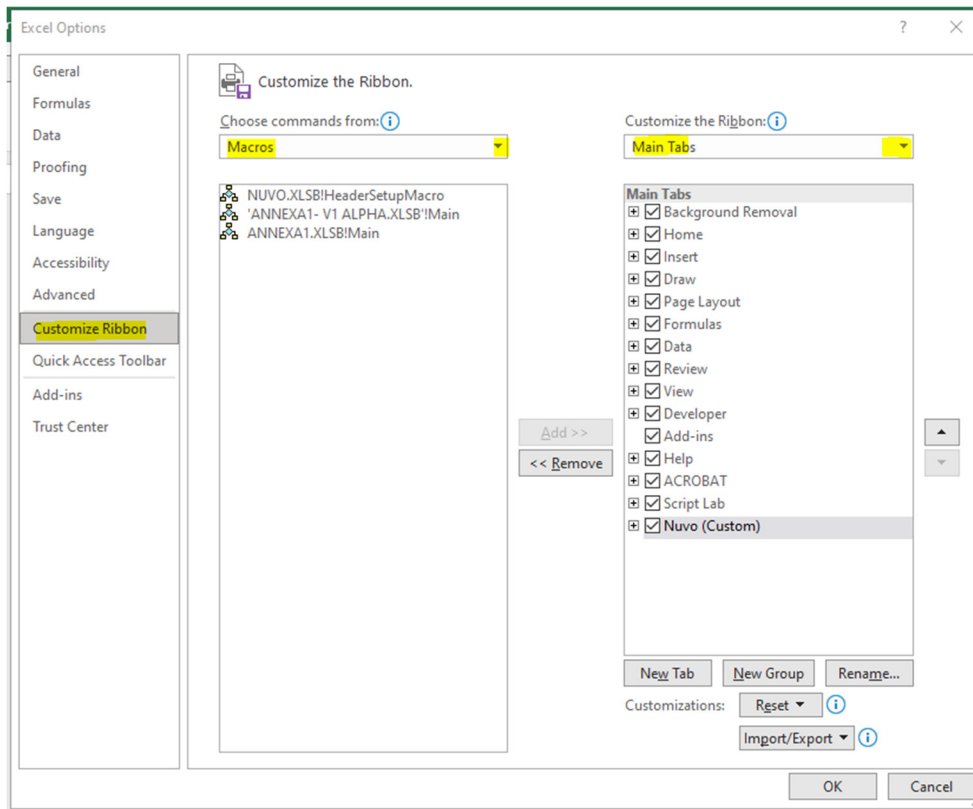 Excel Options
?
General
Formulas
Data
Proofing
Save
Language
Accessibility
Advanced
Customize Ribbon
Quick Access Toolbar
Add-ins
Trust Center
Customize the Ribbon.
Choose commands from:
Macros
NUVO.XLSB!HeaderSetupMacro
'ANNEXA1- V1 ALPHA.XLSB'!Main
ANNEXA1.XLSB!Main
Add >>
<< Remove
Customize the Ribbon:
Main Tabs
Main Tabs
Background Removal
Home
Insert
Draw
Page Layout
Formulas
Data
Review
View
Developer
Add-ins
Help
ACROBAT
Script Lab
Nuvo (Custom)
New Tab New Group Rename...
Customizations: Reset
Import/Export
OK Cancel